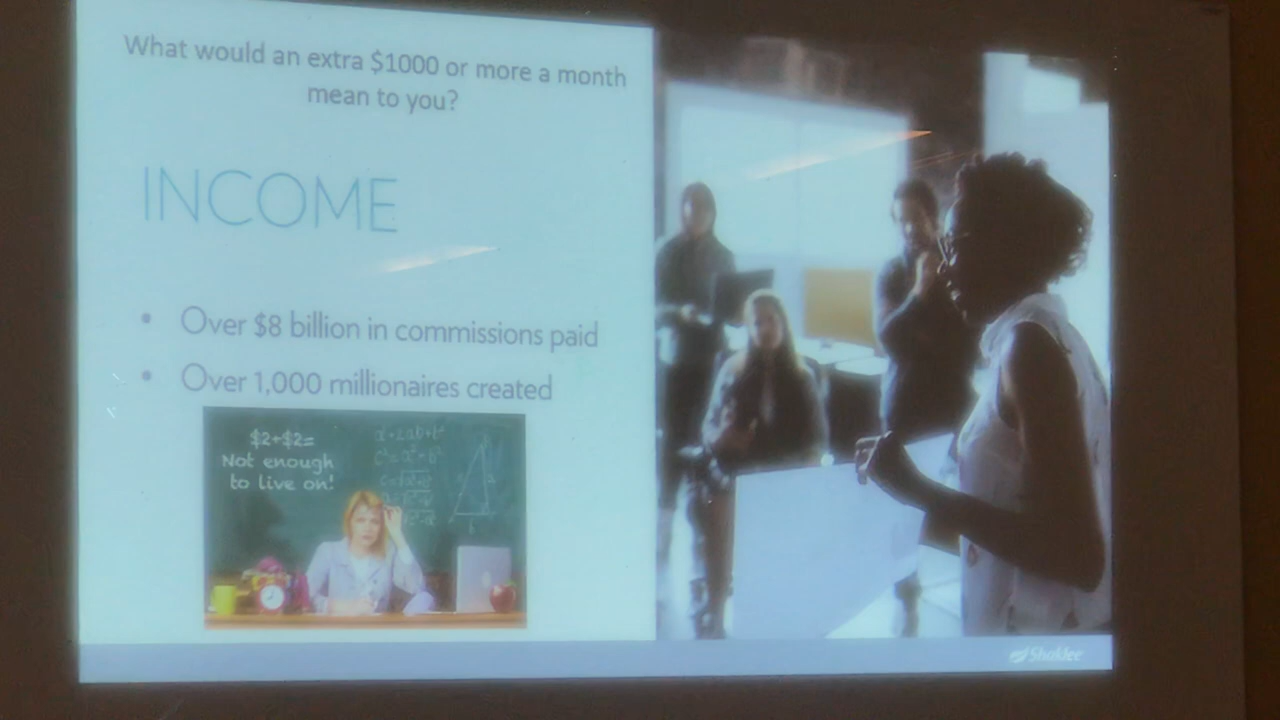 What would an extra $1000 or more a month
mean to you?
INCOME
• Over $8 billion in commissions paid
• Over 1,000 millionaires created
$2+$2=
Not enough
to live on!
Shaklee